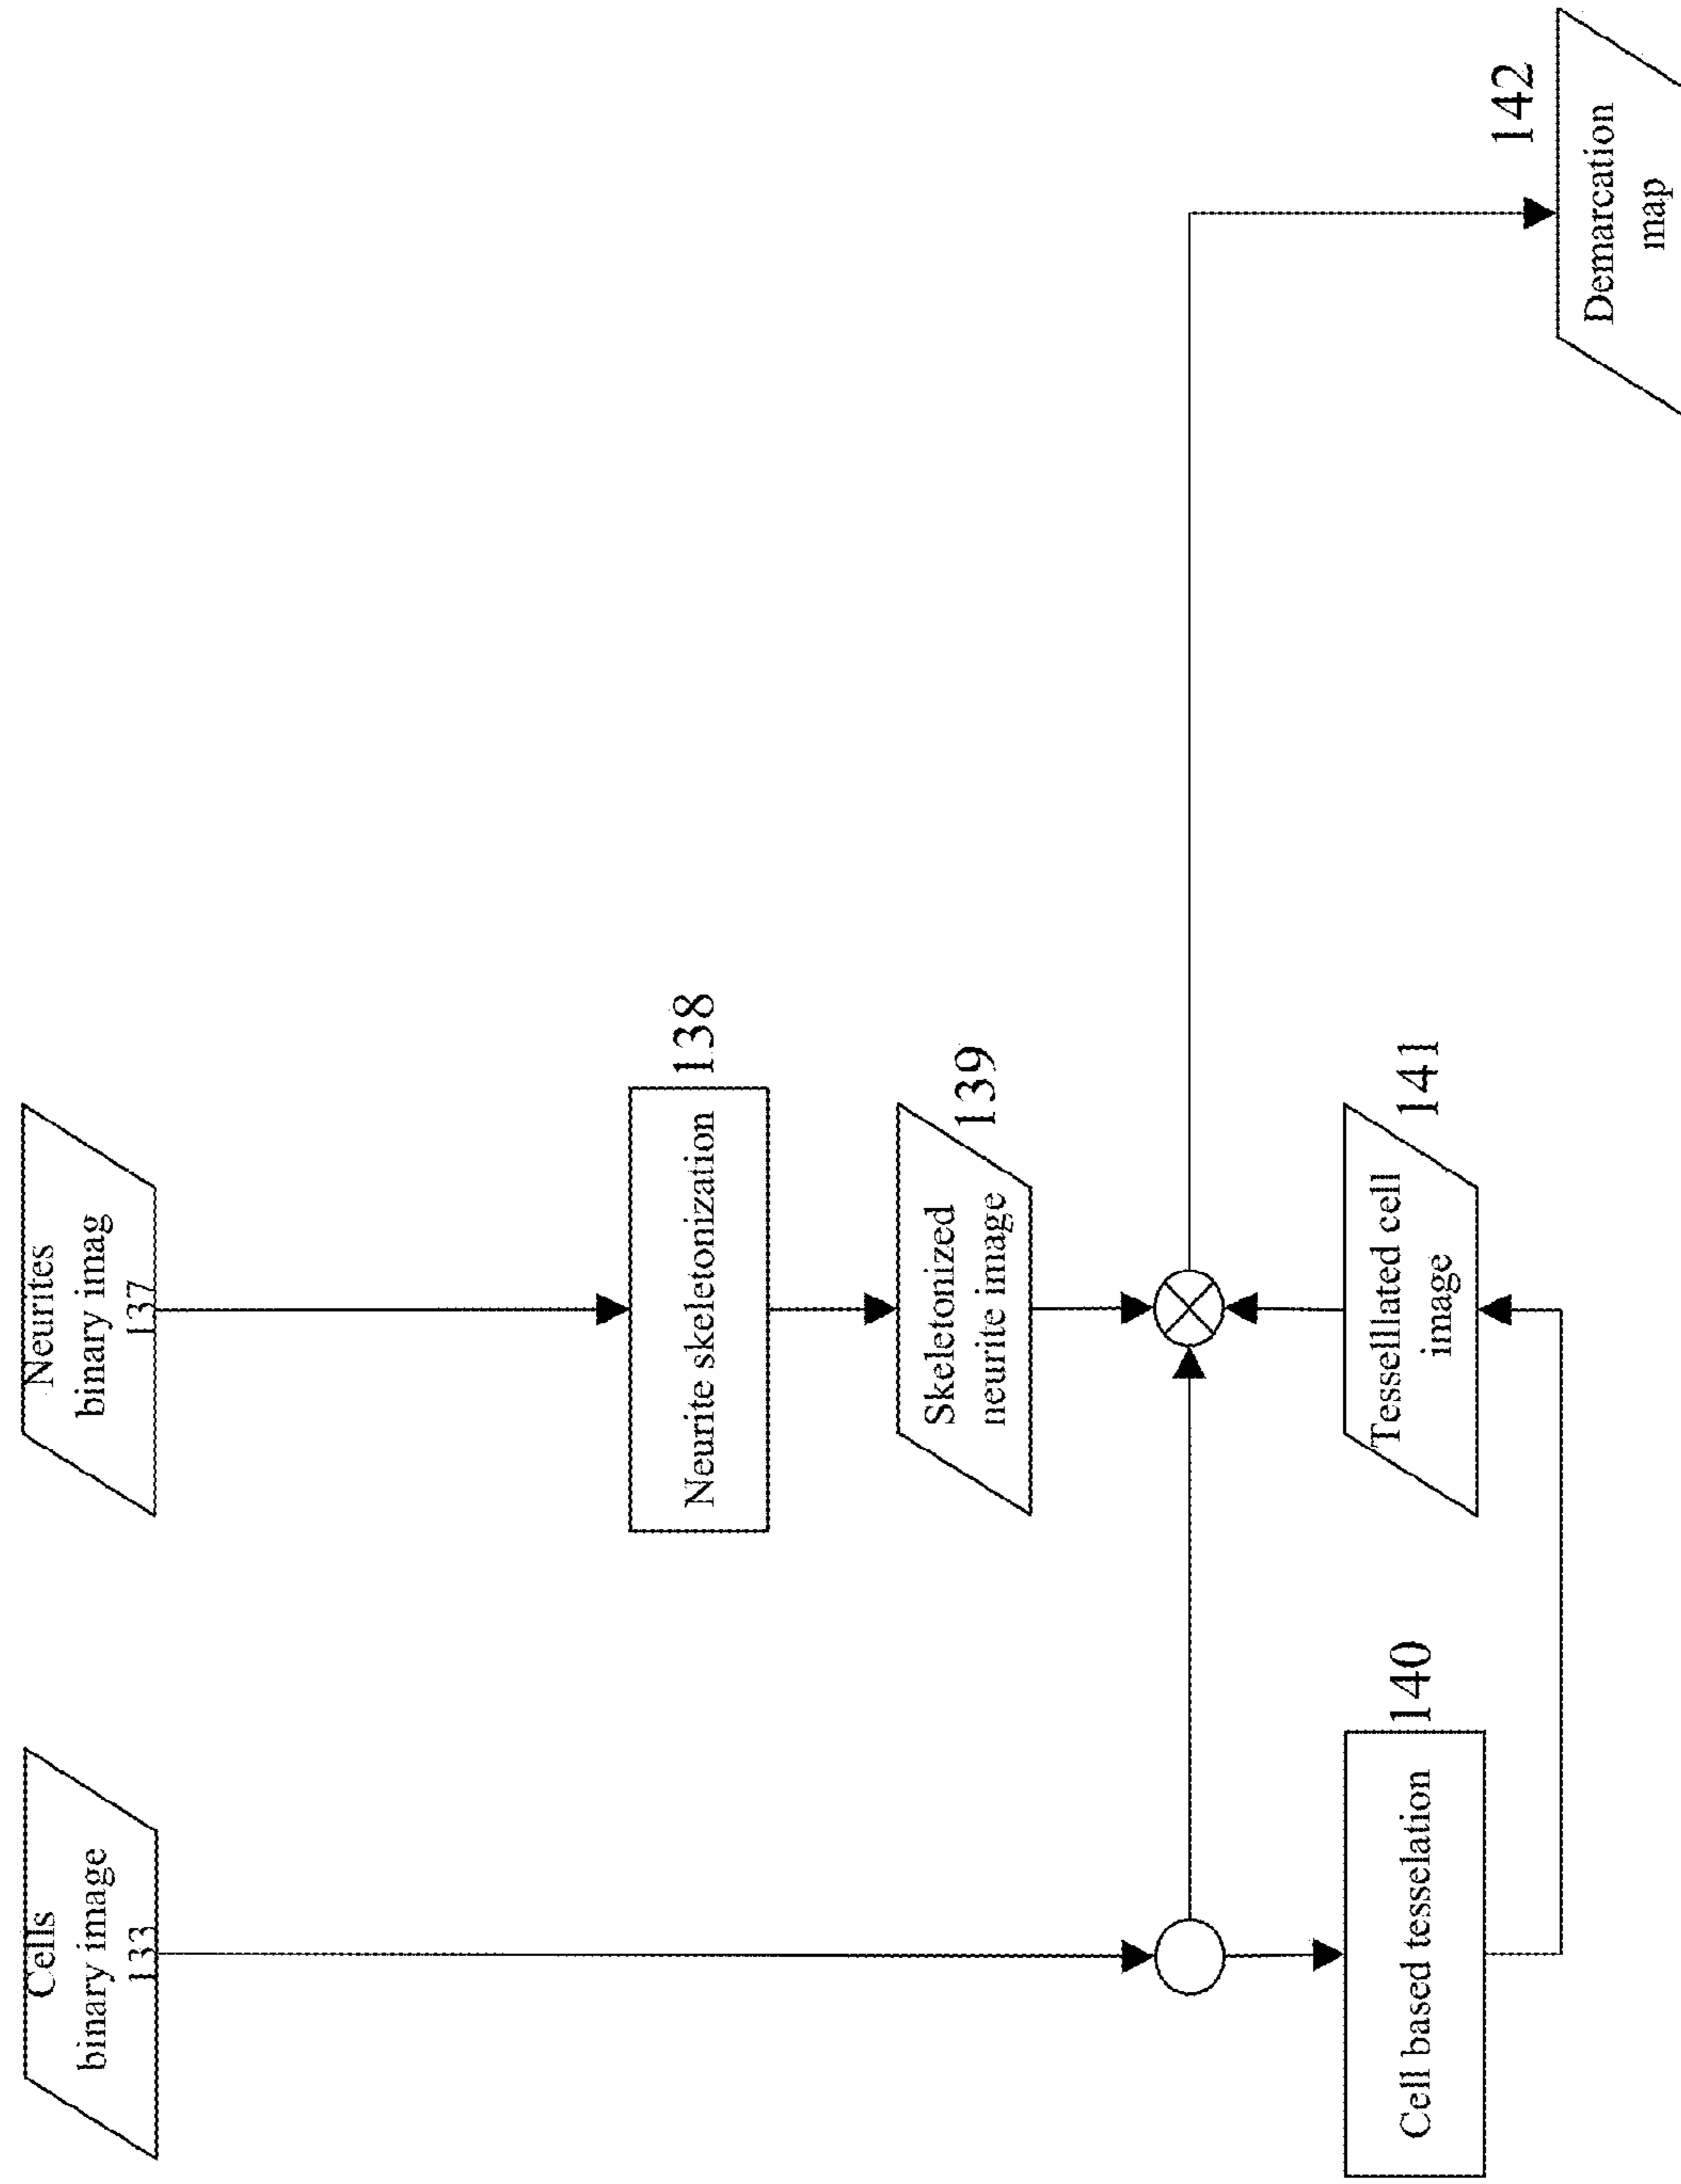 Cells
binary image
133
Neurites
binary imag
137
Neurite skeletonization
138
Skeletonized
neurite image
139
Cell based tesselation
140
Tesselllated cell
image
141
Demarcation
map
142